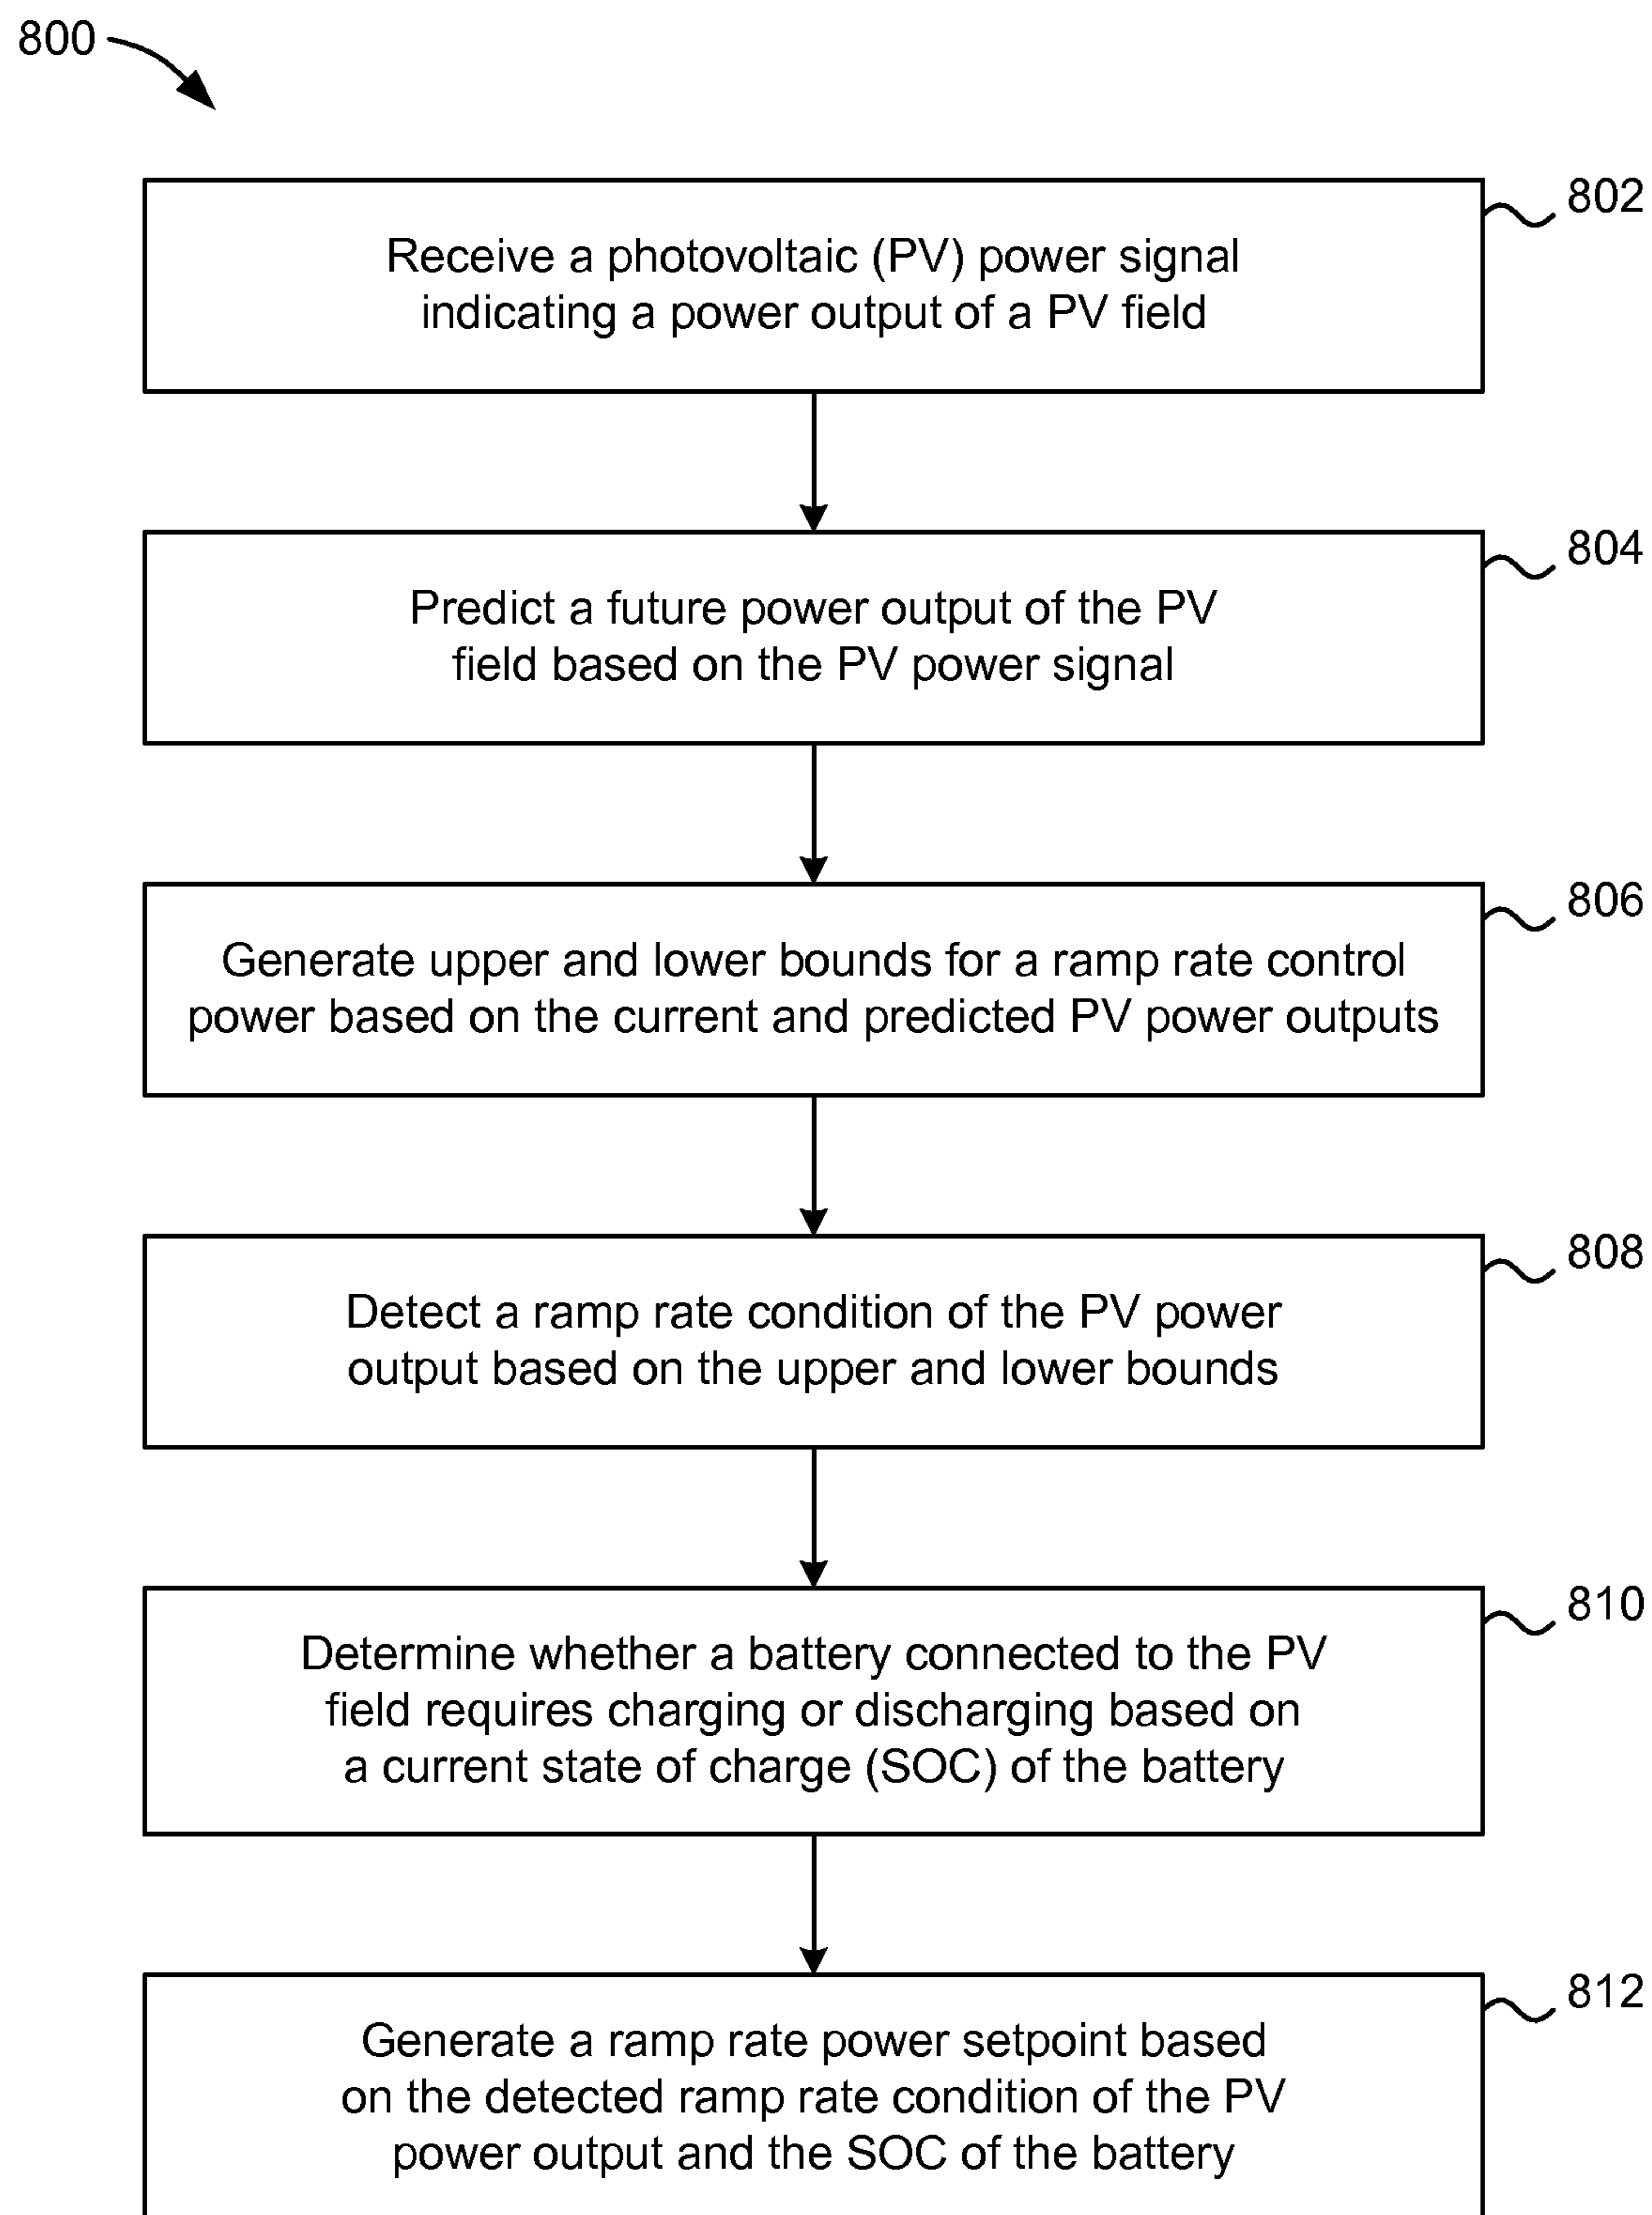 800
802
Receive a photovoltaic (PV) power signal
indicating a power output of a PV field
804
Predict a future power output of the PV
field based on the PV power signal
806
Generate upper and lower bounds for a ramp rate control
power based on the current and predicted PV power outputs
808
Detect a ramp rate condition of the PV power
output based on the upper and lower bounds
810
Determine whether a battery connected to the PV
field requires charging or discharging based on
a current state of charge (SOC) of the battery
812
Generate a ramp rate power setpoint based
on the detected ramp rate condition of the PV
power output and the SOC of the battery